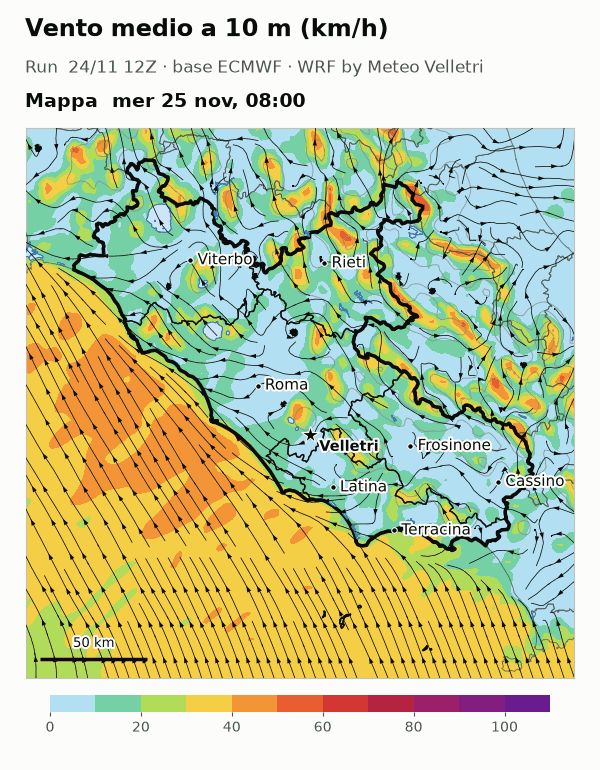 Vento medio a 10 m (km/h)
Run 24/11 12Z · base ECMWF · WRF by Meteo Velletri
Mappa mer 25 nov, 08:00
Viterbo
Rieti
Roma
Velletri
Frosinone
Latina
Cassino
Terracina
50 km
0 20 40 60 80 100